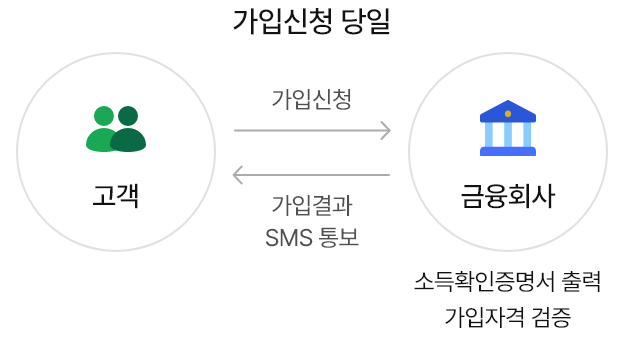 가입신청 당일
가입신청
고객
금융회사
가입결과
SMS 통보
소득확인증명서 출력
가입자격 검증